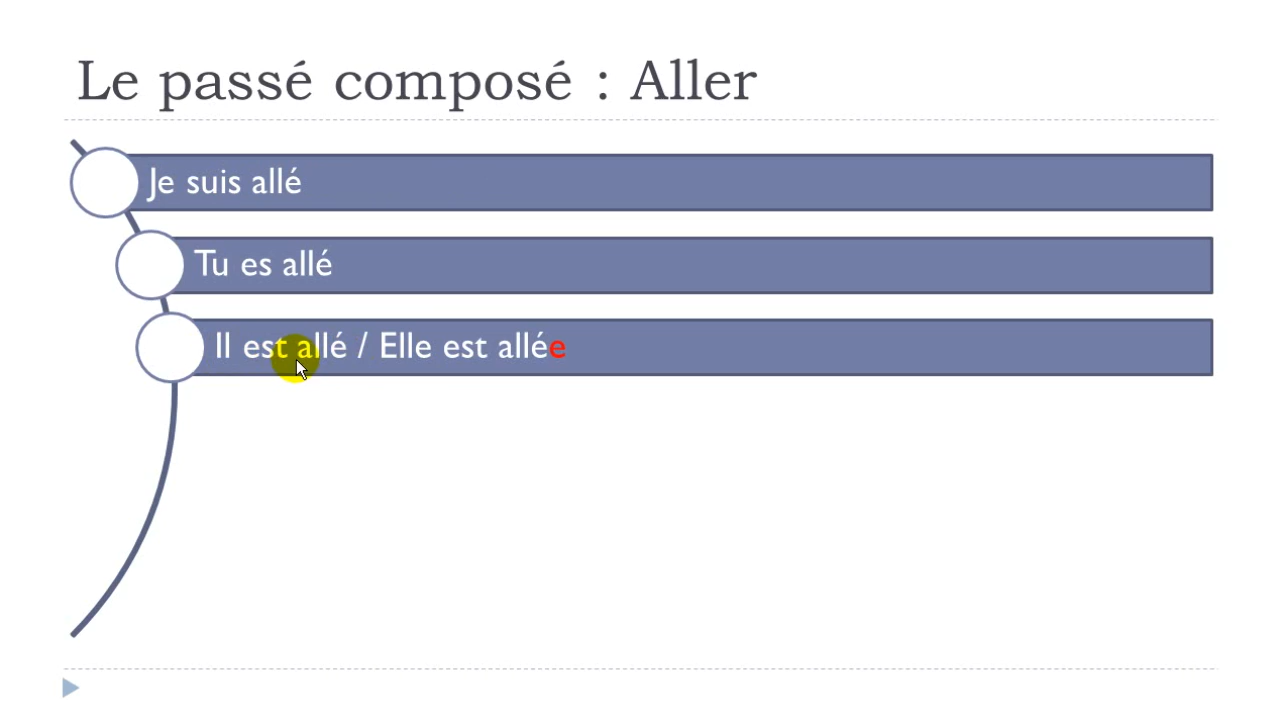 Le passé composé : Aller
Je suis allé
Tu es allé
Il est allé / Elle est allée